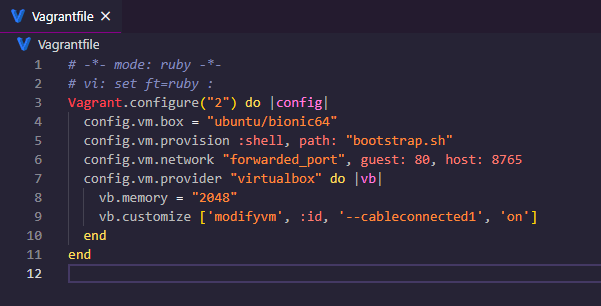 Vagrantfile ×
Vagrantfile
1 # -*- mode: ruby -*-
2 # vi: set ft=ruby :
3 Vagrant.configure("2") do |config|
4   config.vm.box = "ubuntu/bionic64"
5   config.vm.provision :shell, path: "bootstrap.sh"
6   config.vm.network "forwarded_port", guest: 80, host: 8765
7   config.vm.provider "virtualbox" do |vb|
8     vb.memory = "2048"
9     vb.customize ['modifyvm', :id, '--cableconnected1', 'on']
10   end
11 end
12